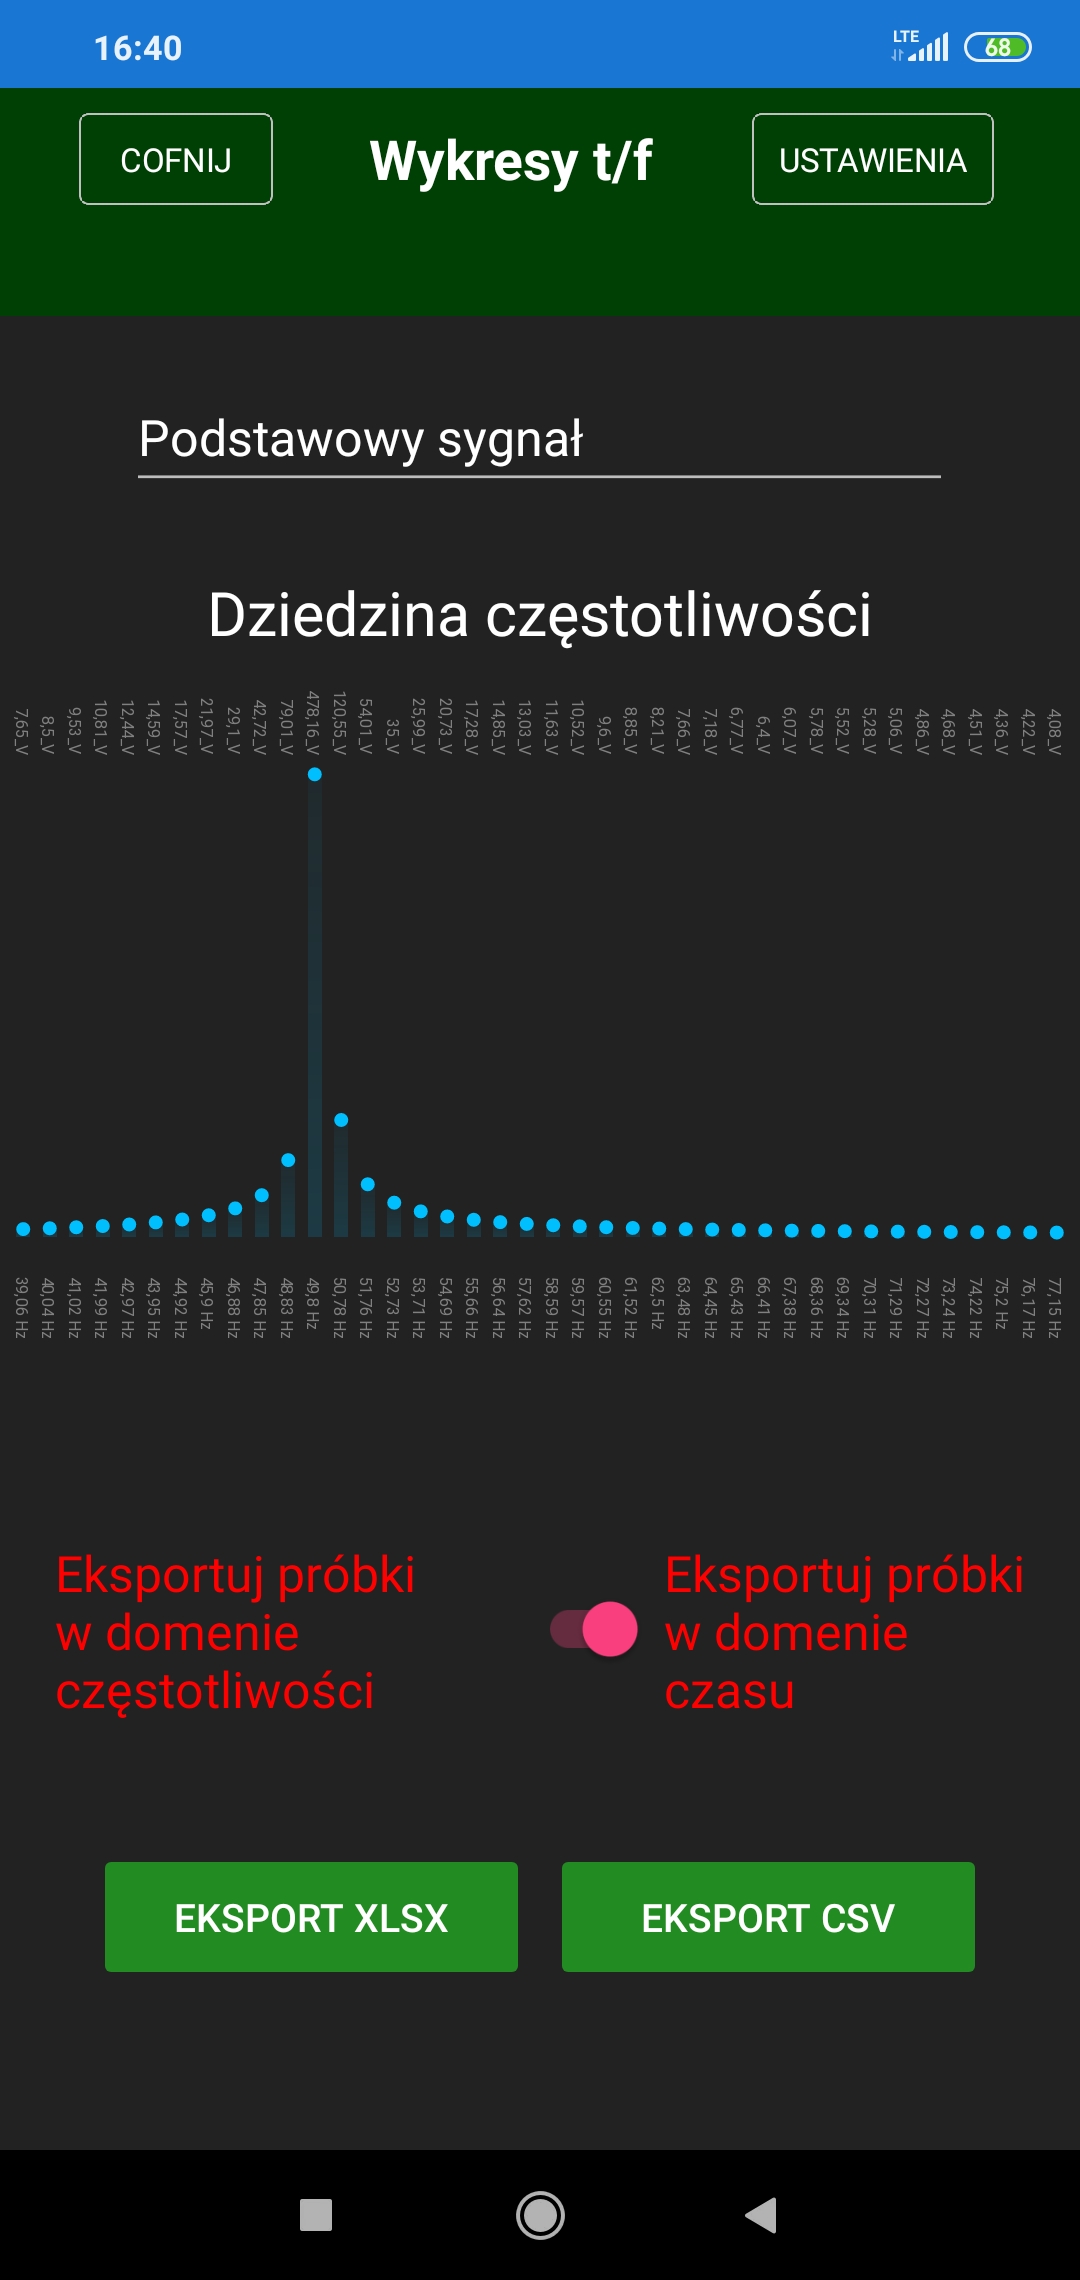 16:40
LTE
68
COFNIJ
Wykresy t/f
USTAWIENIA
Podstawowy sygnał
Dziedzina częstotliwości
7,65_V 8,5_V 9,53_V 10,81_V 12,44_V 14,59_V 17,57_V 21,97_V 29,1_V 42,72_V 79,01_V 478,16_V 120,55_V 54,01_V 35_V 25,99_V 20,73_V 17,28_V 14,85_V 13,03_V 11,63_V 10,52_V 9,6_V 8,85_V 8,21_V 7,66_V 7,18_V 6,77_V 6,4_V 6,07_V 5,78_V 5,52_V 5,28_V 5,06_V 4,86_V 4,68_V 4,51_V 4,36_V 4,22_V 4,08_V
39,06 Hz 40,04 Hz 41,02 Hz 41,99 Hz 42,97 Hz 43,95 Hz 44,92 Hz 45,9 Hz 46,88 Hz 47,85 Hz 48,83 Hz 49,8 Hz 50,78 Hz 51,76 Hz 52,73 Hz 53,71 Hz 54,69 Hz 55,66 Hz 56,64 Hz 57,62 Hz 58,59 Hz 59,57 Hz 60,55 Hz 61,52 Hz 62,5 Hz 63,48 Hz 64,45 Hz 65,43 Hz 66,41 Hz 67,38 Hz 68,36 Hz 69,34 Hz 70,31 Hz 71,29 Hz 72,27 Hz 73,24 Hz 74,22 Hz 75,2 Hz 76,17 Hz 77,15 Hz
Eksportuj próbki
w domenie
częstotliwości
Eksportuj próbki
w domenie
czasu
EKSPORT XLSX
EKSPORT CSV